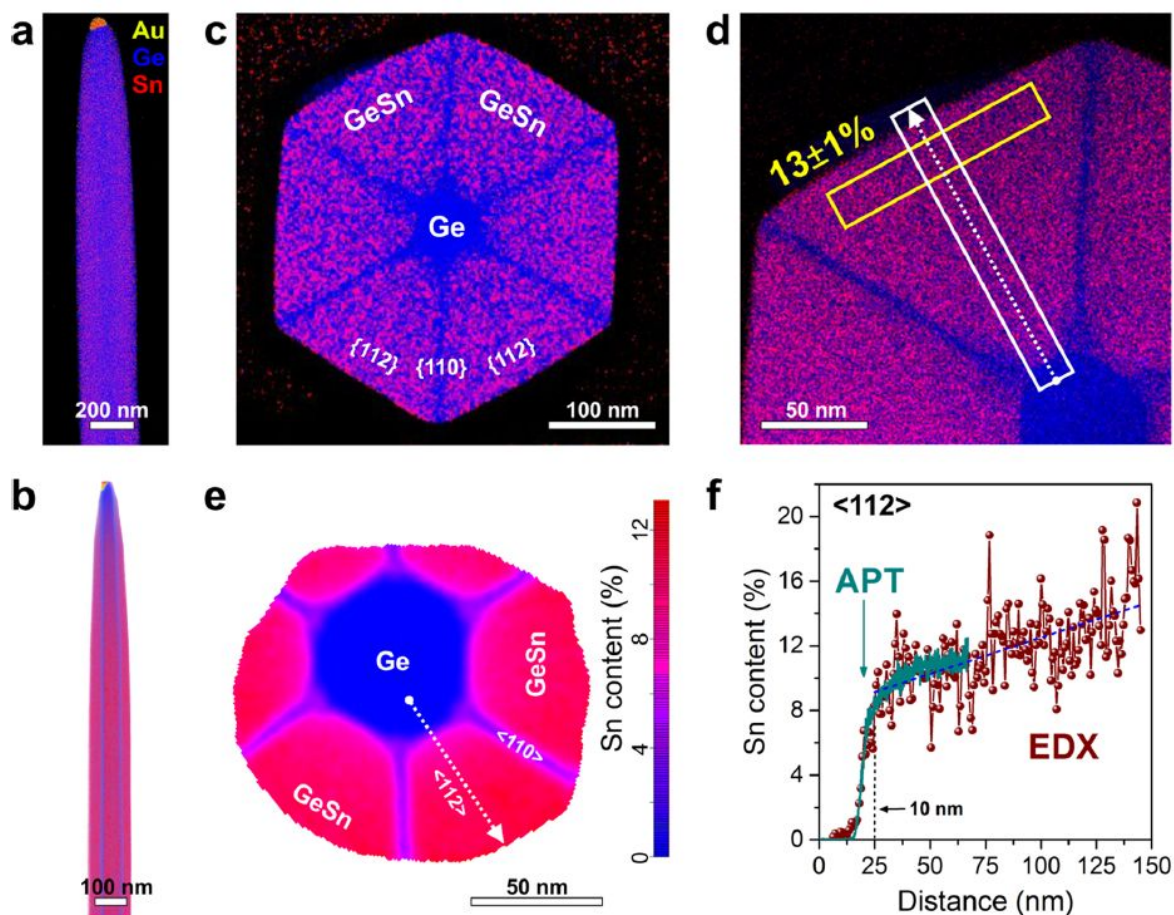 a
Au
Ge
Sn
200 nm
c
GeSn
GeSn
Ge
{112}
{110}
{112}
100 nm
d
13±1%
50 nm
b
100 nm
e
Ge
GeSn
GeSn
<110>
<112>
50 nm
12
8
4
0
Sn content (%)
f
<112>
APT
EDX
10 nm
20
16
12
8
4
0
Sn content (%)
0 25 50 75 100 125 150
Distance (nm)